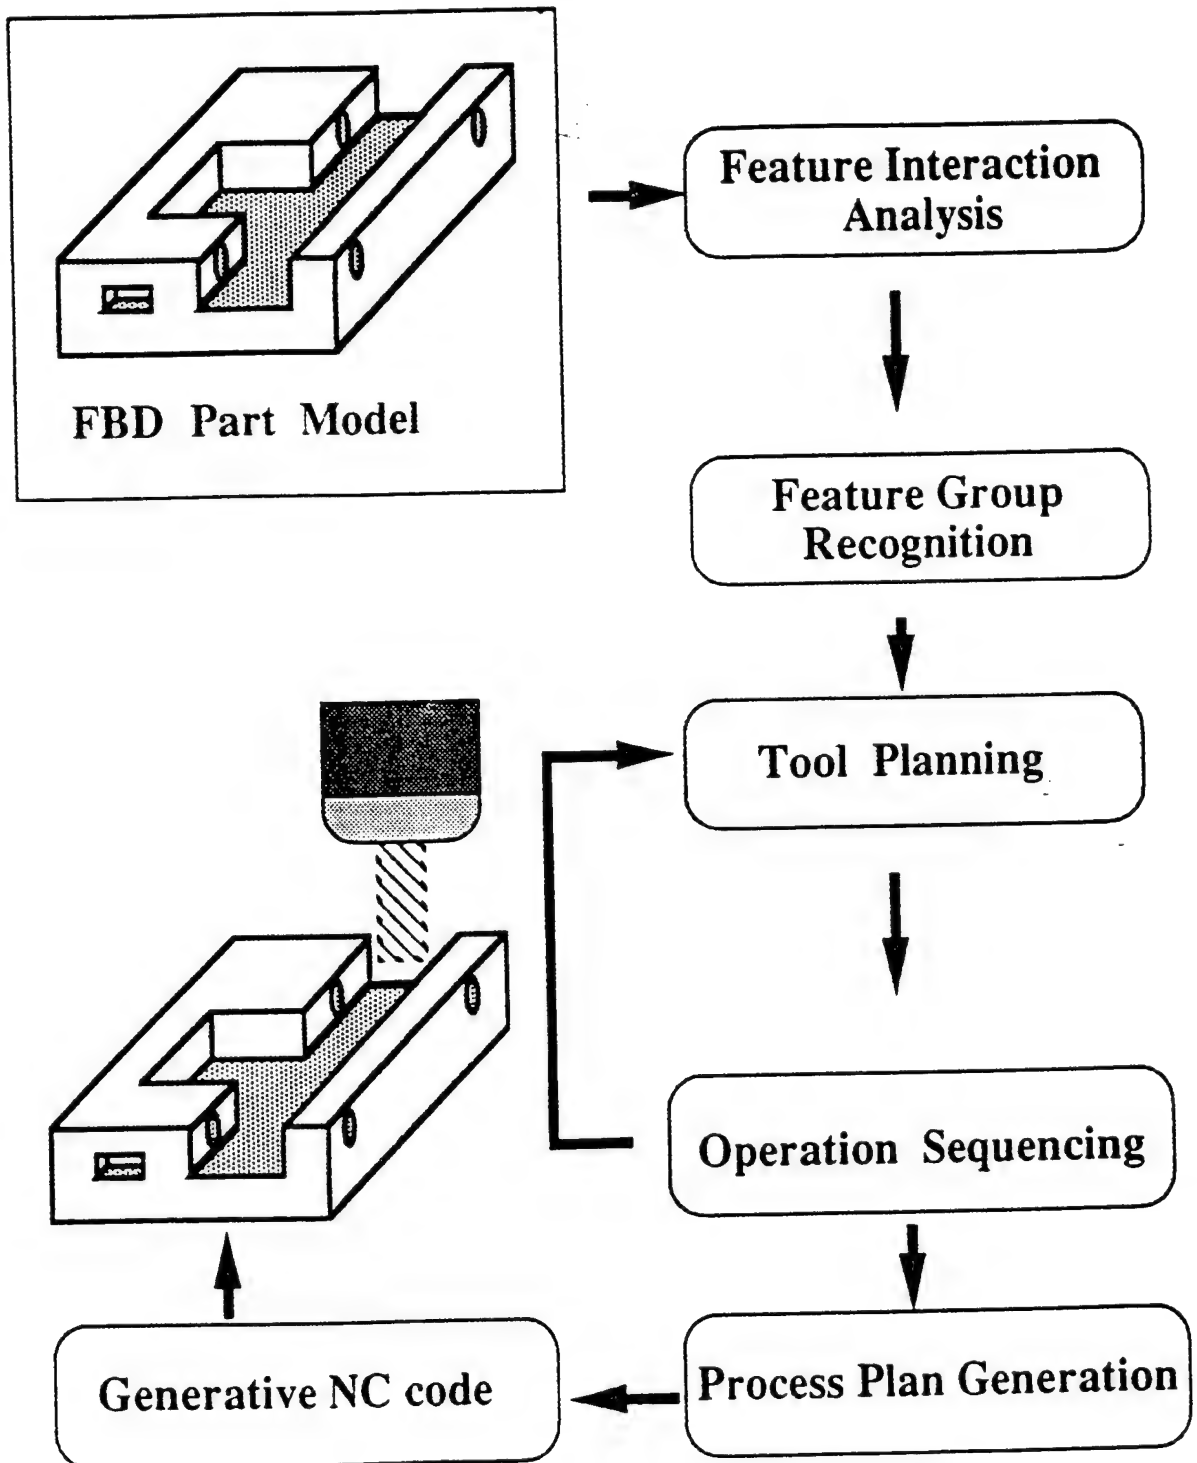 FBD Part Model
Feature Interaction
Analysis
Feature Group
Recognition
Tool Planning
Operation Sequencing
Process Plan Generation
Generative NC code